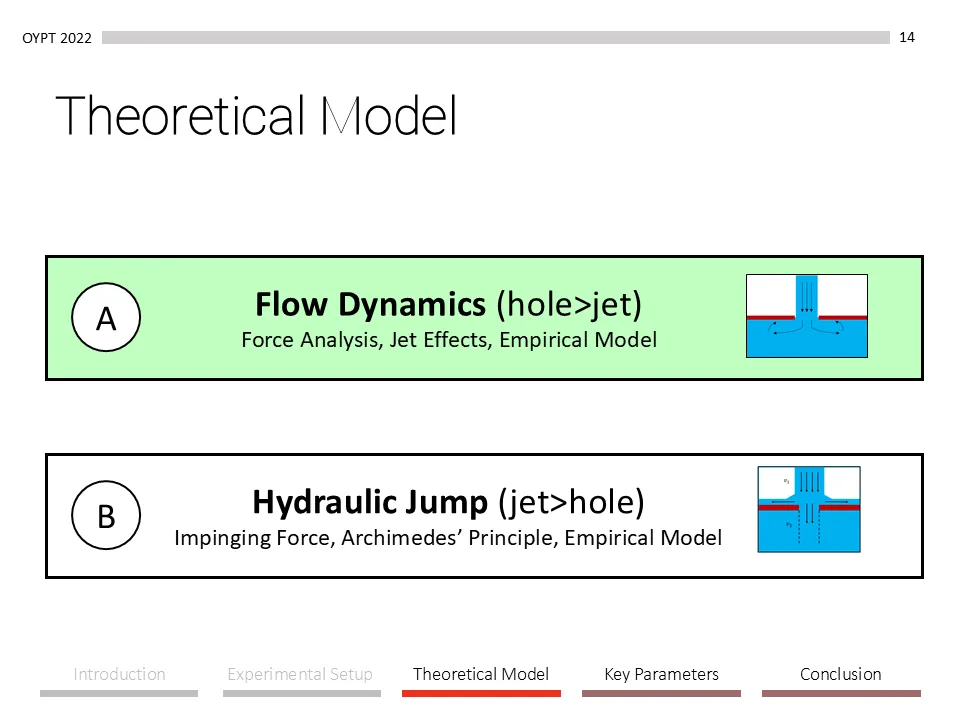 OYPT 2022
14
Theoretical Model
A
Flow Dynamics (hole>jet)
Force Analysis, Jet Effects, Empirical Model
B
Hydraulic Jump (jet>hole)
Impinging Force, Archimedes’ Principle, Empirical Model
Introduction
Experimental Setup
Theoretical Model
Key Parameters
Conclusion